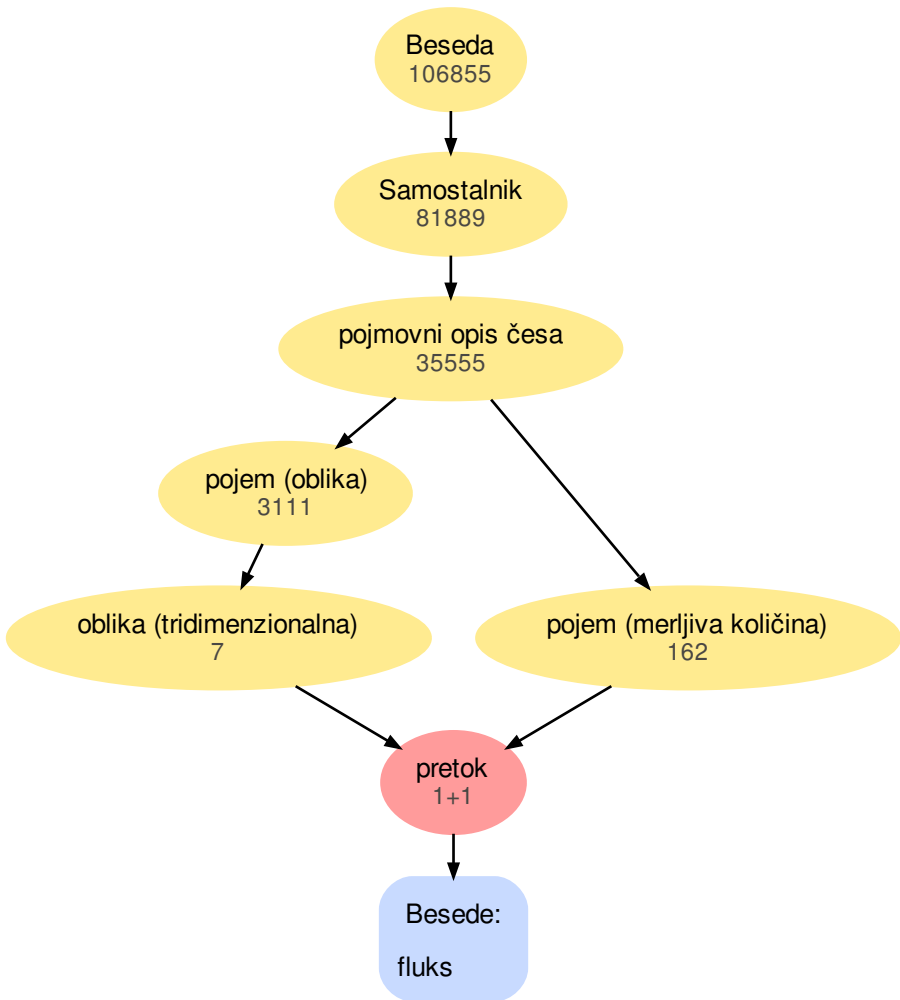 Beseda
106855
Samostalnik
81889
pojmovni opis česa
35555
pojem (oblika)
3111
oblika (tridimenzionalna)
7
pojem (merljiva količina)
162
pretok
1+1
Besede:
fluks